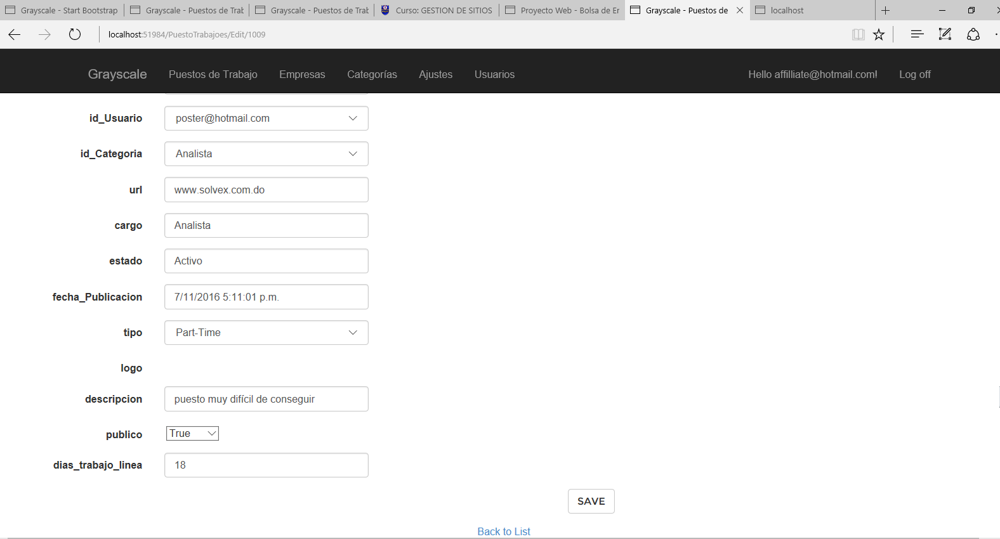 Grayscale - Start Bootstrap
Grayscale - Puestos de Trab
Grayscale - Puestos de Trab
Curso: GESTION DE SITIOS
Proyecto Web - Bolsa de Er
Grayscale - Puestos de
localhost
localhost:51984/PuestoTrabajoes/Edit/1009
Grayscale Puestos de Trabajo Empresas Categorías Ajustes Usuarios Hello affilliate@hotmail.com! Log off
id_Usuario poster@hotmail.com
id_Categoria Analista
url www.solvex.com.do
cargo Analista
estado Activo
fecha_Publicacion 7/11/2016 5:11:01 p.m.
tipo Part-Time
logo
descripcion puesto muy difícil de conseguir
publico True
dias_trabajo_linea 18
SAVE
Back to List